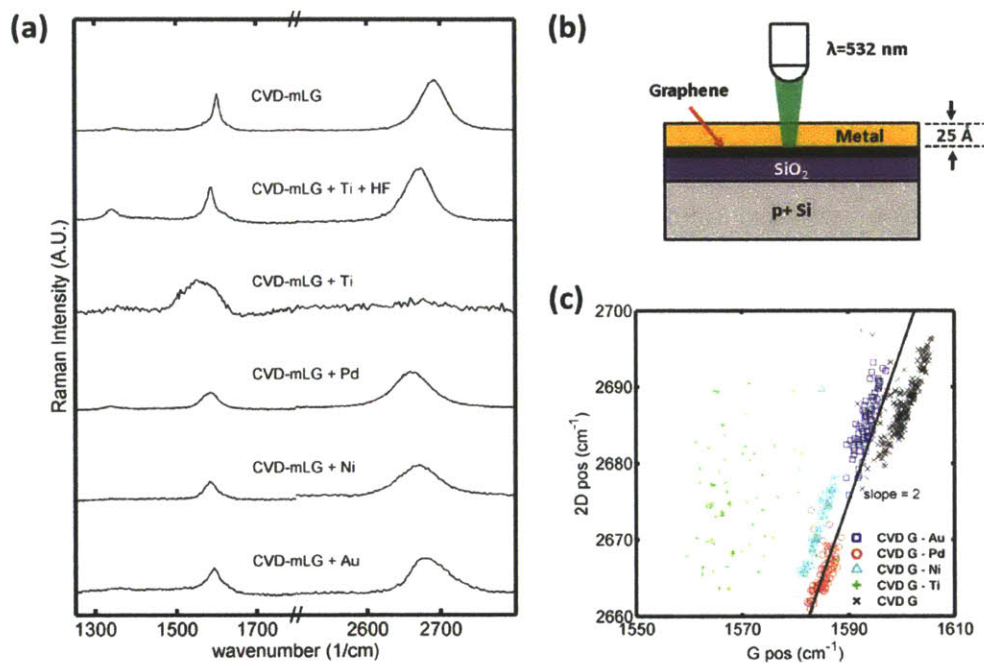 (a)
Raman Intensity (A.U.)
CVD-mLG
CVD-mLG + Ti + HF
CVD-mLG + Ti
CVD-mLG + Pd
CVD-mLG + Ni
CVD-mLG + Au
1300 1500 1700 2600 2700
wavenumber (1/cm)
(b)
λ=532 nm
Graphene
Metal
25 Å
SiO₂
p+ Si
(c)
2D pos (cm⁻¹)
2700
2690
2680
2670
2660
slope = 2
CVD G - Au
CVD G - Pd
CVD G - Ni
CVD G - Ti
CVD G
1550 1570 1590 1610
G pos (cm⁻¹)